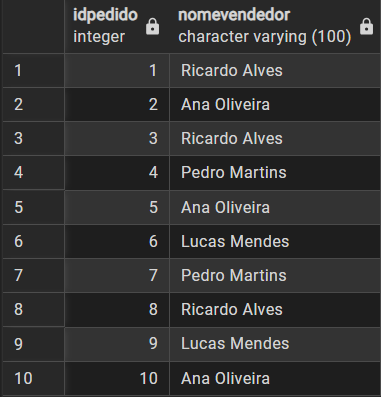 idpedido nomevendedor
integer character varying (100)
1 1 Ricardo Alves
2 2 Ana Oliveira
3 3 Ricardo Alves
4 4 Pedro Martins
5 5 Ana Oliveira
6 6 Lucas Mendes
7 7 Pedro Martins
8 8 Ricardo Alves
9 9 Lucas Mendes
10 10 Ana Oliveira